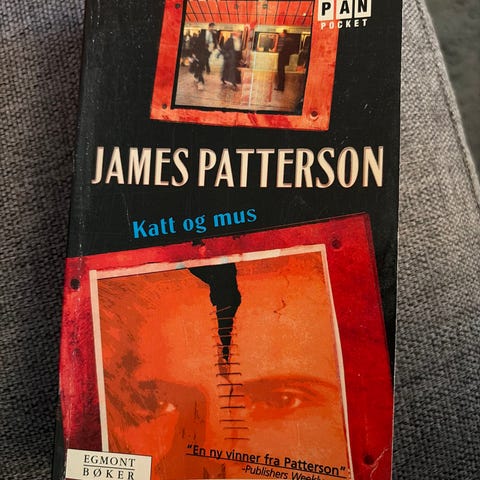 PAN
POCKET
JAMES PATTERSON
Katt og mus
"En ny vinner fra Patterson"
-Publishers Weekly
EGMONT
BØKER